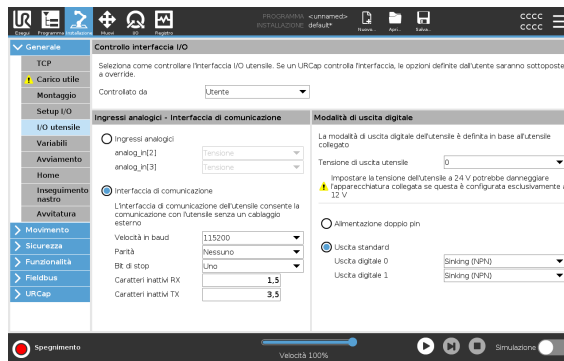 PROGRAMMA <unnamed>
INSTALLAZIONE default*
Esegui Programma Installazione Muovi I/O Registro Nuovo... Apri... Salva...
CCCC
CCCC
Generale
TCP
Carico utile
Montaggio
Setup I/O
I/O utensile
Variabili
Avviamento
Home
Inseguimento
nastro
Avvitatura
Movimento
Sicurezza
Funzionalità
Fieldbus
URCap
Controllo interfaccia I/O
Seleziona come controllare l'interfaccia I/O utensile. Se un URCap controlla l'interfaccia, le opzioni definite dall'utente saranno sottoposte
a override.
Controllato da Utente
Ingressi analogici - Interfaccia di comunicazione
Ingressi analogici
analog_in[2] Tensione
analog_in[3] Tensione
Interfaccia di comunicazione
L'interfaccia di comunicazione dell'utensile consente la
comunicazione con l'utensile senza un cablaggio
esterno
Velocità in baud 115200
Parità Nessuno
Bit di stop Uno
Caratteri inattivi RX 1,5
Caratteri inattivi TX 3,5
Modalità di uscita digitale
La modalità di uscita digitale dell'utensile è definita in base all'utensile
collegato
Tensione di uscita utensile 0
Impostare la tensione dell'utensile a 24 V potrebbe danneggiare
l'apparecchiatura collegata se questa è configurata esclusivamente a
12 V
Alimentazione doppio pin
Uscita standard
Uscita digitale 0 Sinking (NPN)
Uscita digitale 1 Sinking (NPN)
Spegnimento
Velocità 100%
Simulazione